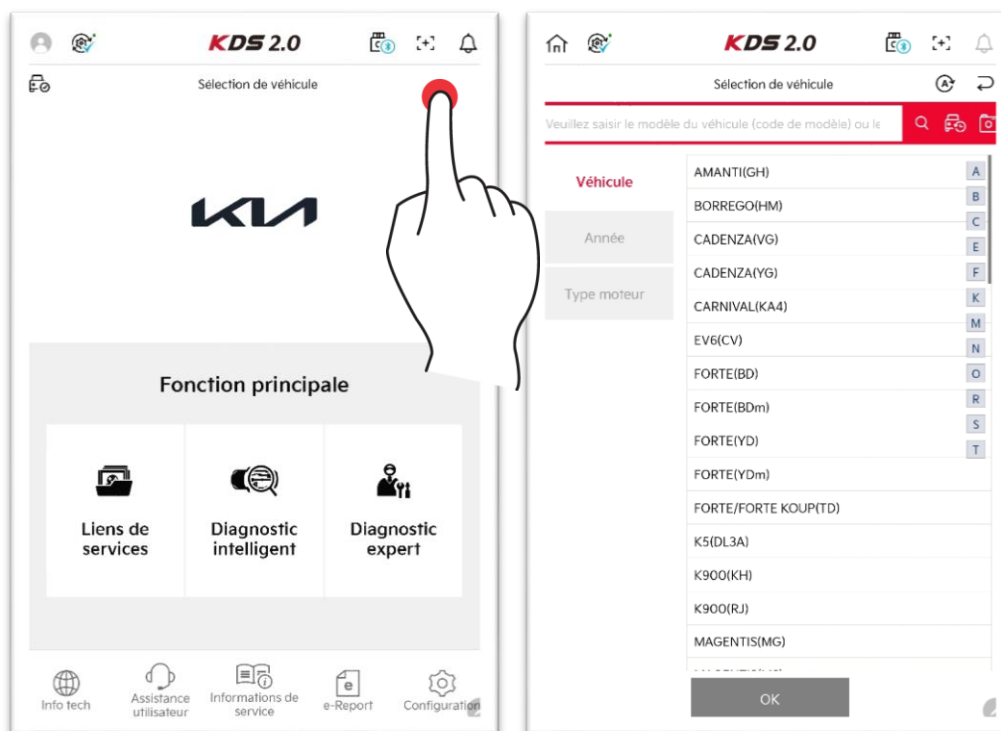 KDS 2.0
Sélection de véhicule
KIA
Fonction principale
Liens de
services
Diagnostic
intelligent
Diagnostic
expert
Info tech
Assistance
utilisateur
Informations de
service
e-Report
Configuration
KDS 2.0
Sélection de véhicule
Veuillez saisir le modèle du véhicule (code de modèle) ou le
Véhicule
Année
Type moteur
AMANTI(GH)
BORREGO(HM)
CADENZA(VG)
CADENZA(YG)
CARNIVAL(KA4)
EV6(CV)
FORTE(BD)
FORTE(BDm)
FORTE(YD)
FORTE(YDm)
FORTE/FORTE KOUP(TD)
K5(DL3A)
K900(KH)
K900(RJ)
MAGENTIS(MG)
A
B
C
E
F
K
M
N
O
R
S
T
OK